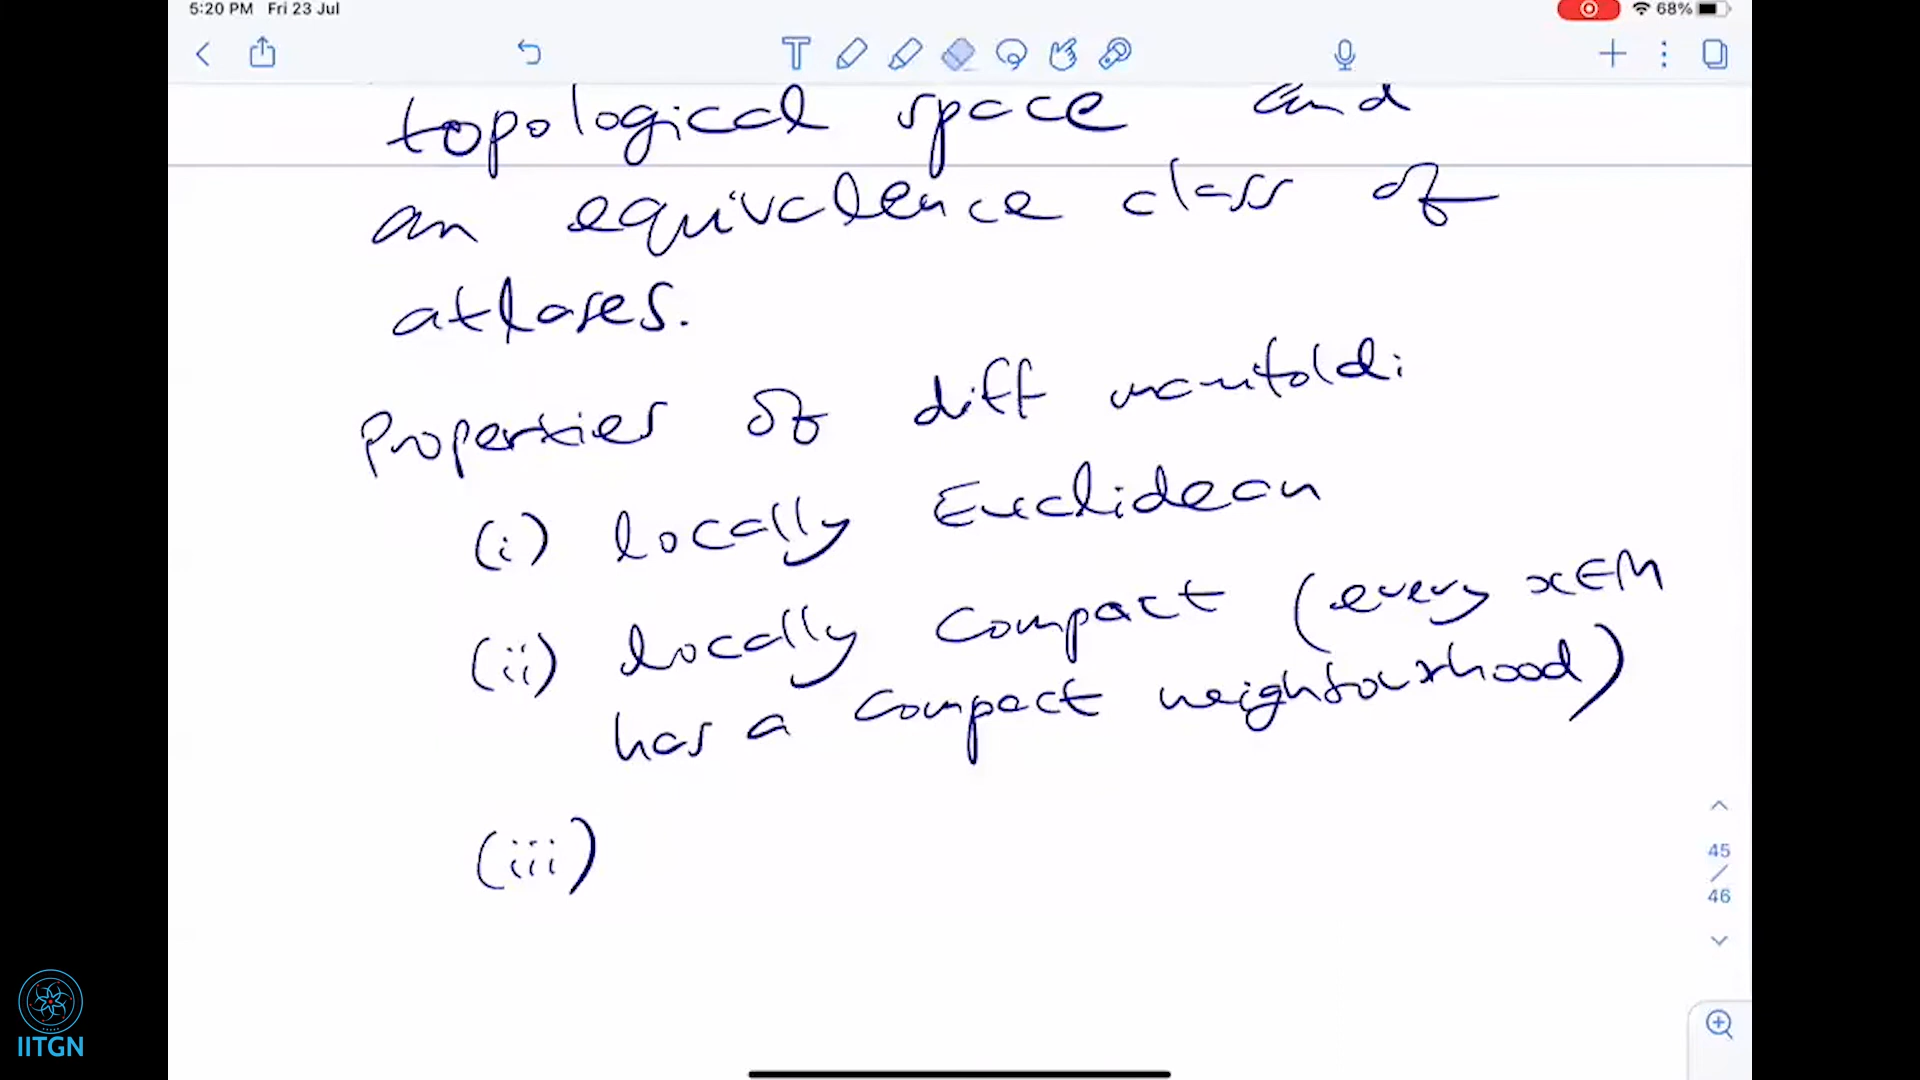 5:20 PM Fri 23 Jul
68%
topological space and
an equivalence class of
atlases.
Properties of diff manifold:
(i) locally Euclidean
(ii) locally compact (every x∈M
has a compact neighbourhood)
(iii)
45
/
46
IITGN